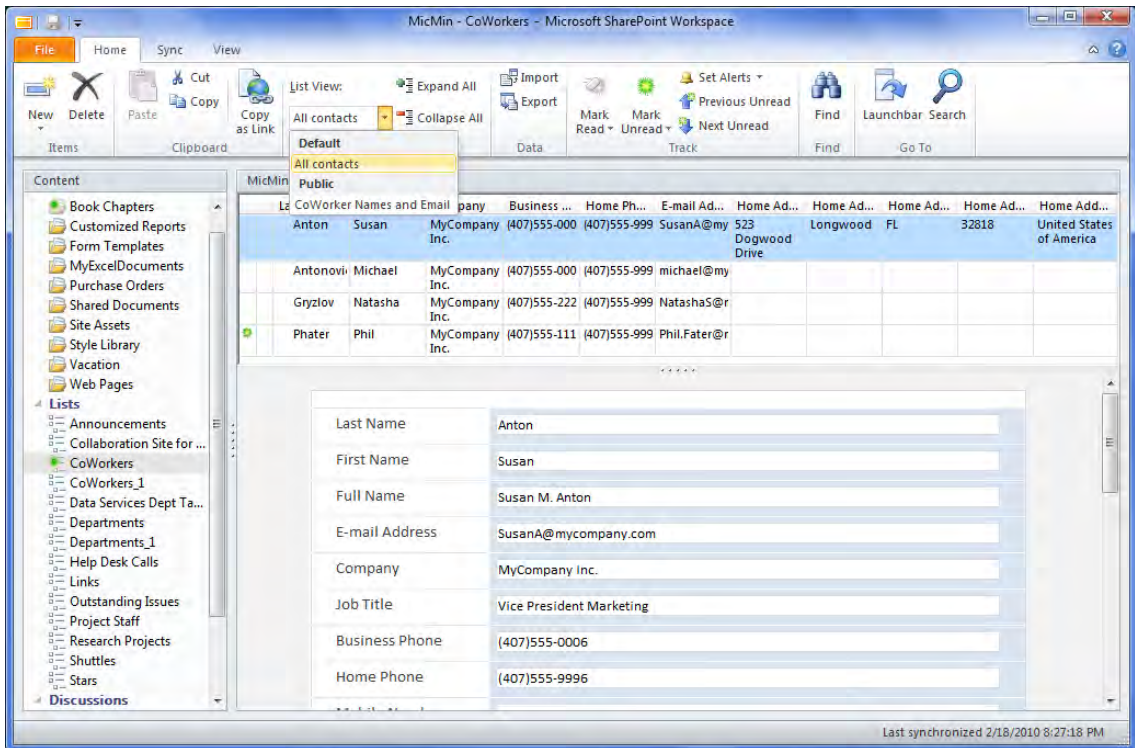 MicMin - CoWorkers - Microsoft SharePoint Workspace
File Home Sync View
New Delete Paste Cut Copy Copy as Link List View: All contacts Expand All Collapse All Import Export Mark Read Mark Unread Set Alerts Previous Unread Next Unread Find Launchbar Search
Items Clipboard Data Track Find Go To
Default
All contacts
Public
CoWorker Names and Email
Content
Book Chapters
Customized Reports
Form Templates
MyExcelDocuments
Purchase Orders
Shared Documents
Site Assets
Style Library
Vacation
Web Pages
Lists
Announcements
Collaboration Site for ...
CoWorkers
CoWorkers_1
Data Services Dept Ta...
Departments
Departments_1
Help Desk Calls
Links
Outstanding Issues
Project Staff
Research Projects
Shuttles
Stars
Discussions
MicMin
Business ... Home Ph... E-mail Ad... Home Ad... Home Ad... Home Ad... Home Ad... Home Add...
Anton Susan MyCompany Inc. (407)555-000 (407)555-999 SusanA@my 523 Dogwood Drive Longwood FL 32818 United States of America
Antonovi Michael MyCompany Inc. (407)555-000 (407)555-999 michael@my
Gryzlov Natasha MyCompany Inc. (407)555-222 (407)555-999 NatashaS@r
Phater Phil MyCompany Inc. (407)555-111 (407)555-999 Phil.Fater@r
Last Name Anton
First Name Susan
Full Name Susan M. Anton
E-mail Address SusanA@mycompany.com
Company MyCompany Inc.
Job Title Vice President Marketing
Business Phone (407)555-0006
Home Phone (407)555-9996
Last synchronized 2/18/2010 8:27:18 PM